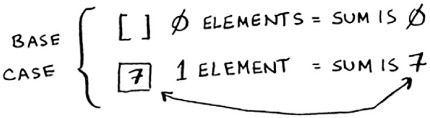 BASE CASE
[ ] Ø ELEMENTS = SUM IS Ø
7 1 ELEMENT = SUM IS 7